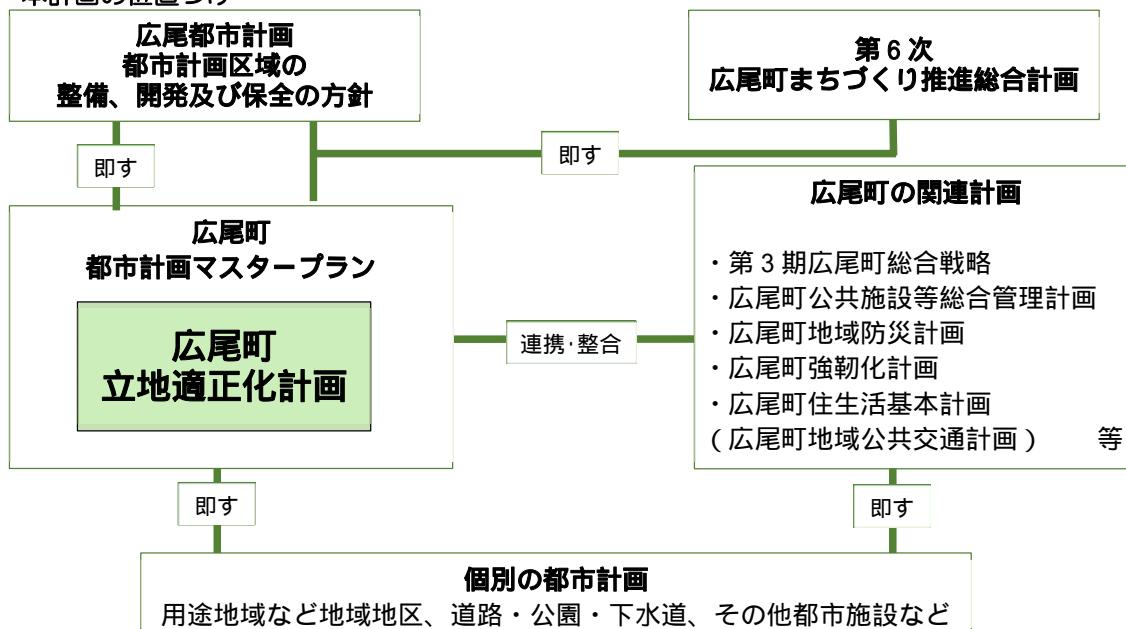 本計画の位置づけ
広尾都市計画
都市計画区域の
整備、開発及び保全の方針
第6次
広尾町まちづくり推進総合計画
即す
即す
広尾町
都市計画マスタープラン
広尾町
立地適正化計画
連携･整合
広尾町の関連計画
・第3期広尾町総合戦略
・広尾町公共施設等総合管理計画
・広尾町地域防災計画
・広尾町強靭化計画
・広尾町住生活基本計画
(広尾町地域公共交通計画) 等
即す
即す
個別の都市計画
用途地域など地域地区、道路・公園・下水道、その他都市施設など